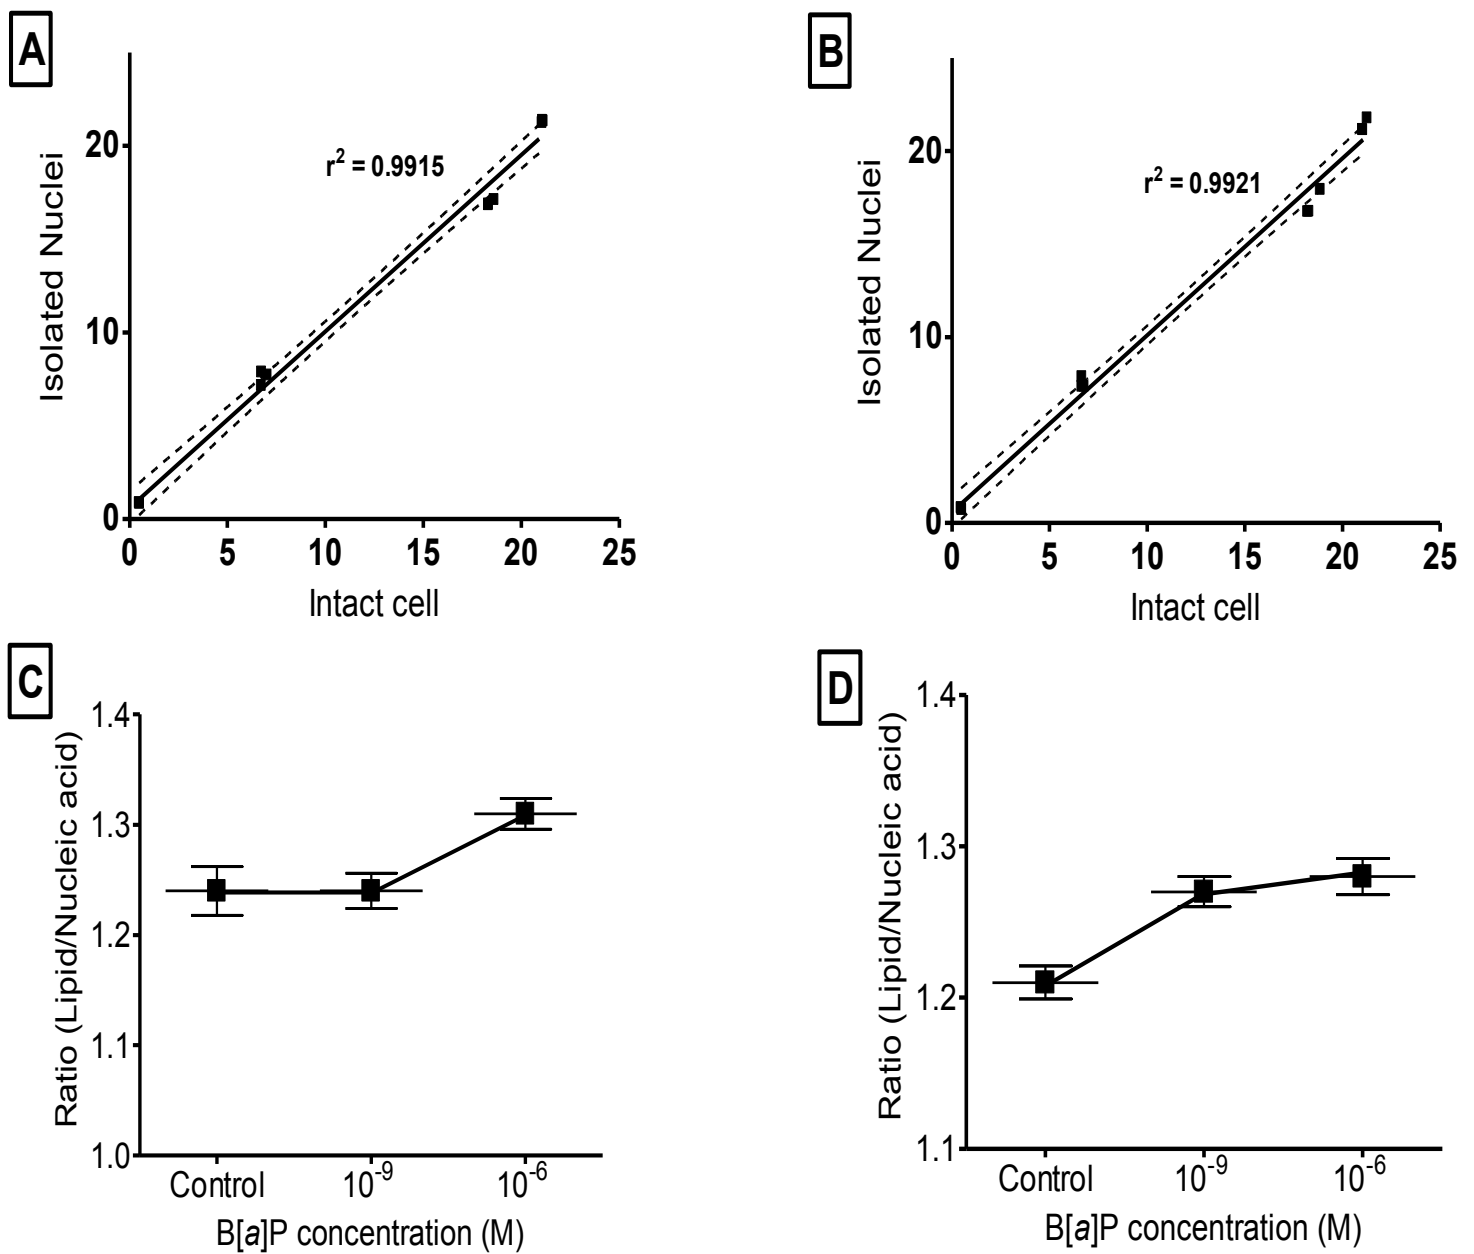 A
Isolated Nuclei
20
10
0
r² = 0.9915
0 5 10 15 20 25
Intact cell
B
Isolated Nuclei
20
10
0
r² = 0.9921
0 5 10 15 20 25
Intact cell
C
Ratio (Lipid/Nucleic acid)
1.4
1.3
1.2
1.1
1.0
Control 10⁻⁹ 10⁻⁶
B[a]P concentration (M)
D
Ratio (Lipid/Nucleic acid)
1.4
1.3
1.2
1.1
Control 10⁻⁹ 10⁻⁶
B[a]P concentration (M)